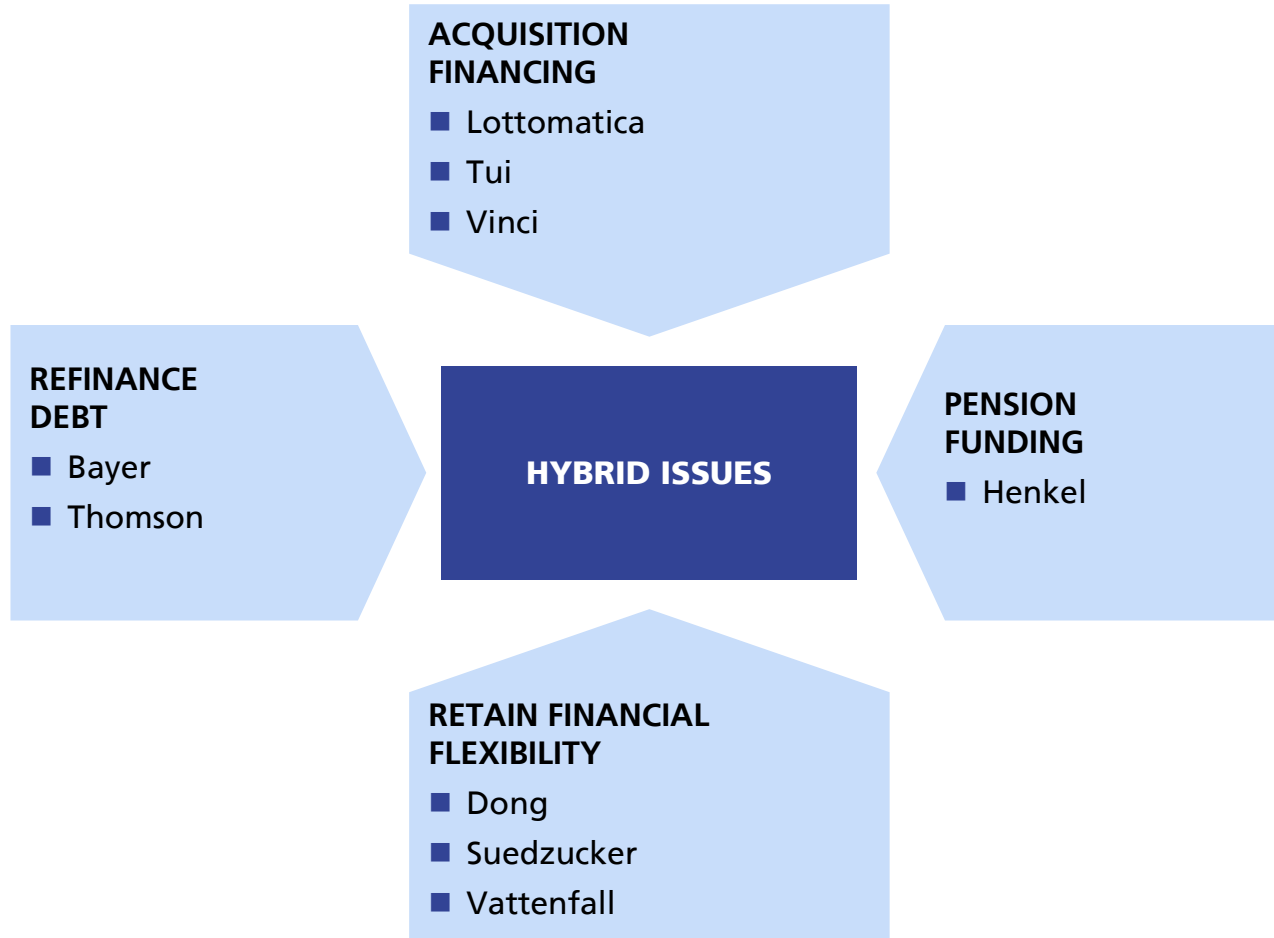 ACQUISITION
FINANCING
Lottomatica
Tui
Vinci
REFINANCE
DEBT
Bayer
Thomson
HYBRID ISSUES
PENSION
FUNDING
Henkel
RETAIN FINANCIAL
FLEXIBILITY
Dong
Suedzucker
Vattenfall